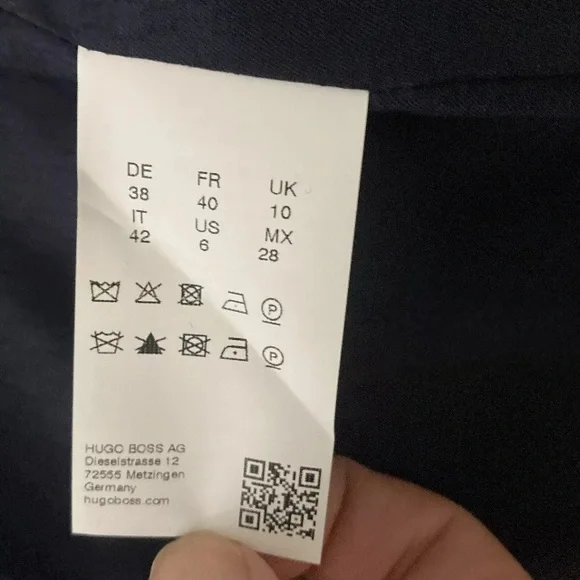 DE FR UK
38 40 10
IT US MX
42 6 28
P
P
HUGO BOSS AG
Dieselstrasse 12
72555 Metzingen
Germany
hugoboss.com